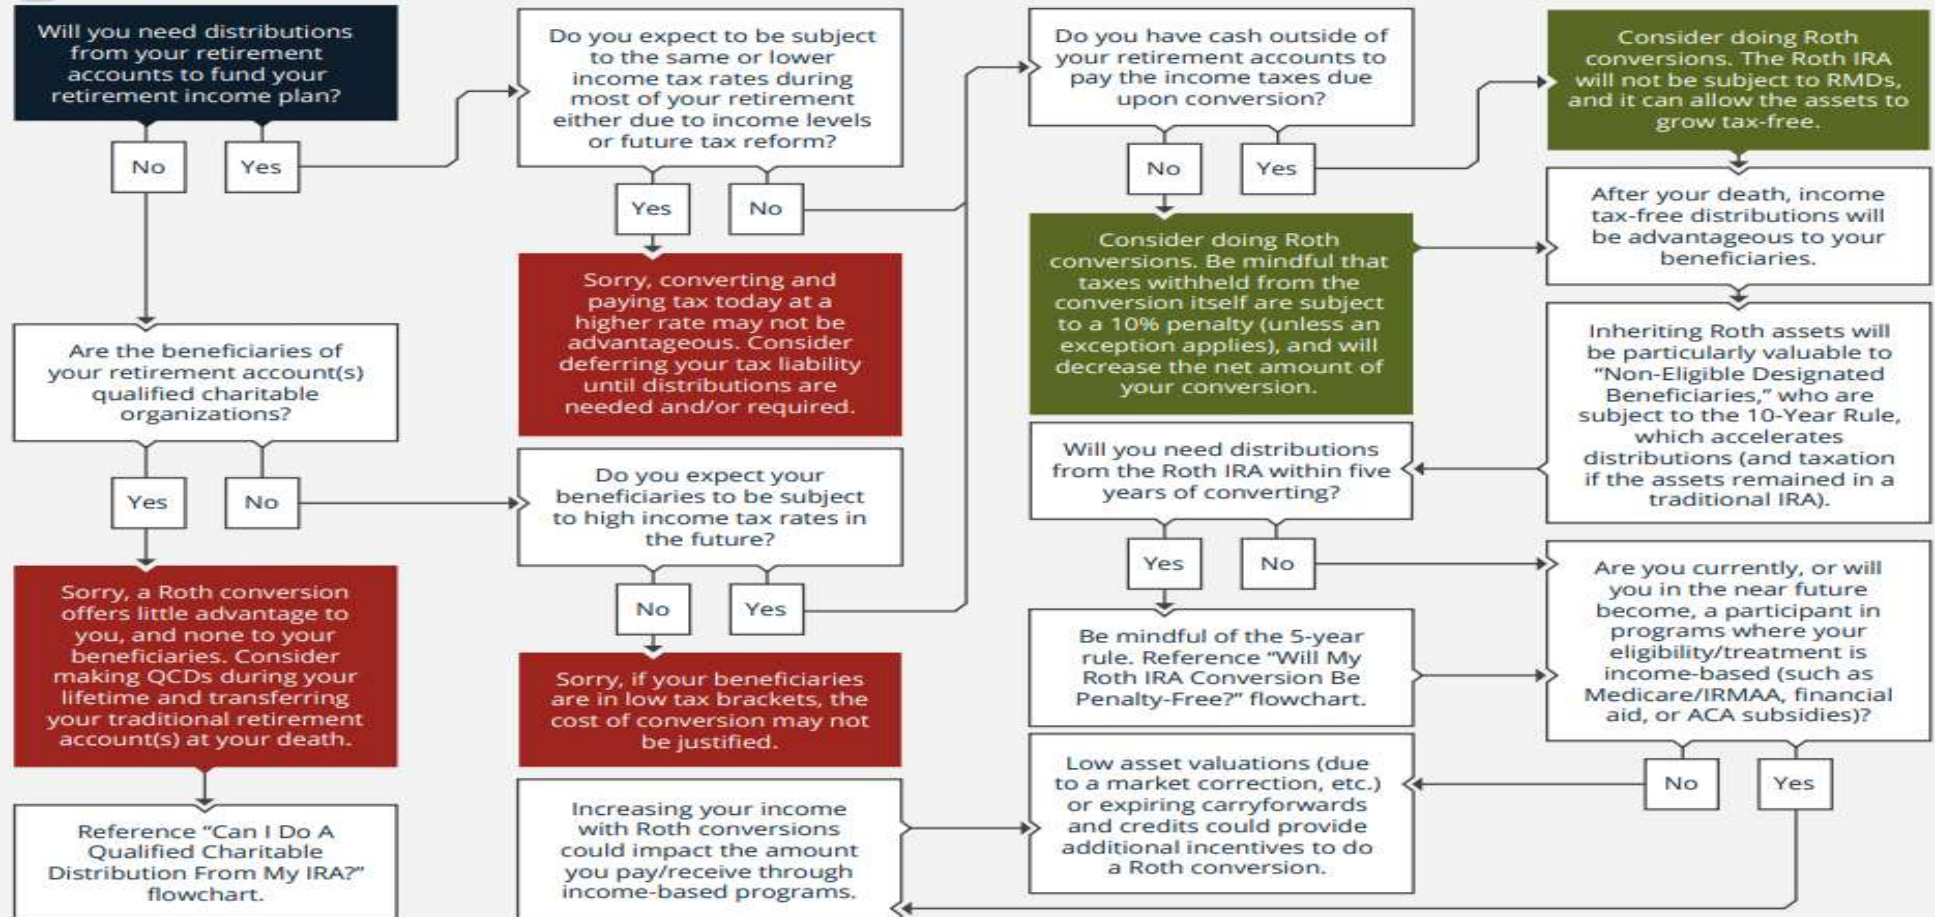 Will you need distributions
from your retirement
accounts to fund your
retirement income plan?
No
Yes
Are the beneficiaries of
your retirement account(s)
qualified charitable
organizations?
Yes
No
Sorry, a Roth conversion
offers little advantage to
you, and none to your
beneficiaries. Consider
making QCDs during your
lifetime and transferring
your traditional retirement
account(s) at your death.
Reference “Can I Do A
Qualified Charitable
Distribution From My IRA?”
flowchart.
Do you expect to be subject
to the same or lower
income tax rates during
most of your retirement
either due to income levels
or future tax reform?
Yes
No
Sorry, converting and
paying tax today at a
higher rate may not be
advantageous. Consider
deferring your tax liability
until distributions are
needed and/or required.
Do you expect your
beneficiaries to be subject
to high income tax rates in
the future?
No
Yes
Sorry, if your beneficiaries
are in low tax brackets, the
cost of conversion may not
be justified.
Increasing your income
with Roth conversions
could impact the amount
you pay/receive through
income-based programs.
Do you have cash outside of
your retirement accounts to
pay the income taxes due
upon conversion?
No
Yes
Consider doing Roth
conversions. Be mindful that
taxes withheld from the
conversion itself are subject
to a 10% penalty (unless an
exception applies), and will
decrease the net amount of
your conversion.
Will you need distributions
from the Roth IRA within five
years of converting?
Yes
No
Be mindful of the 5-year
rule. Reference “Will My
Roth IRA Conversion Be
Penalty-Free?” flowchart.
Low asset valuations (due
to a market correction, etc.)
or expiring carryforwards
and credits could provide
additional incentives to do
a Roth conversion.
Consider doing Roth
conversions. The Roth IRA
will not be subject to RMDs,
and it can allow the assets to
grow tax-free.
After your death, income
tax-free distributions will
be advantageous to your
beneficiaries.
Inheriting Roth assets will
be particularly valuable to
“Non-Eligible Designated
Beneficiaries,” who are
subject to the 10-Year Rule,
which accelerates
distributions (and taxation
if the assets remained in a
traditional IRA).
Are you currently, or will
you in the near future
become, a participant in
programs where your
eligibility/treatment is
income-based (such as
Medicare/IRMAA, financial
aid, or ACA subsidies)?
No
Yes